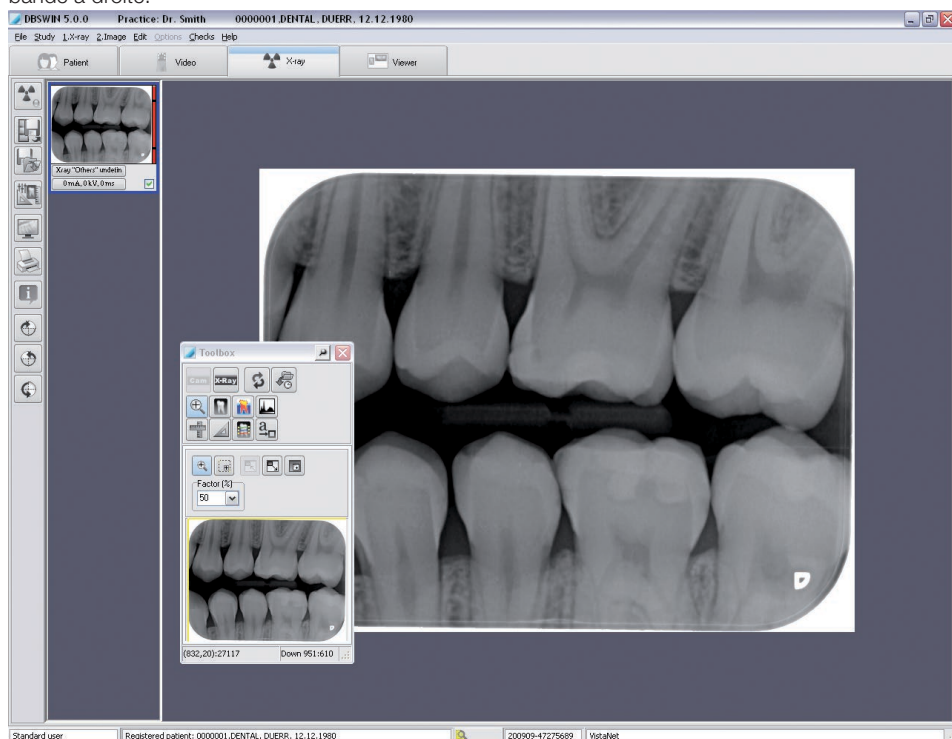 bande à droite.
DBSWIN 5.0.0 Practice: Dr. Smith 0000001,DENTAL, DUERR, 12.12.1980
File Study 1.X-ray 2.Image Edit Options Checks Help
Patient Video X-ray Viewer
Xray "Others" undefin
0mA, 0kV, 0ms
Toolbox
Cam X-Ray
a
Factor (%)
50
(832,20):27117 Down 951:610
D
Standard user Registered patient: 0000001,DENTAL, DUERR, 12.12.1980 200909-47275689 VistaNet